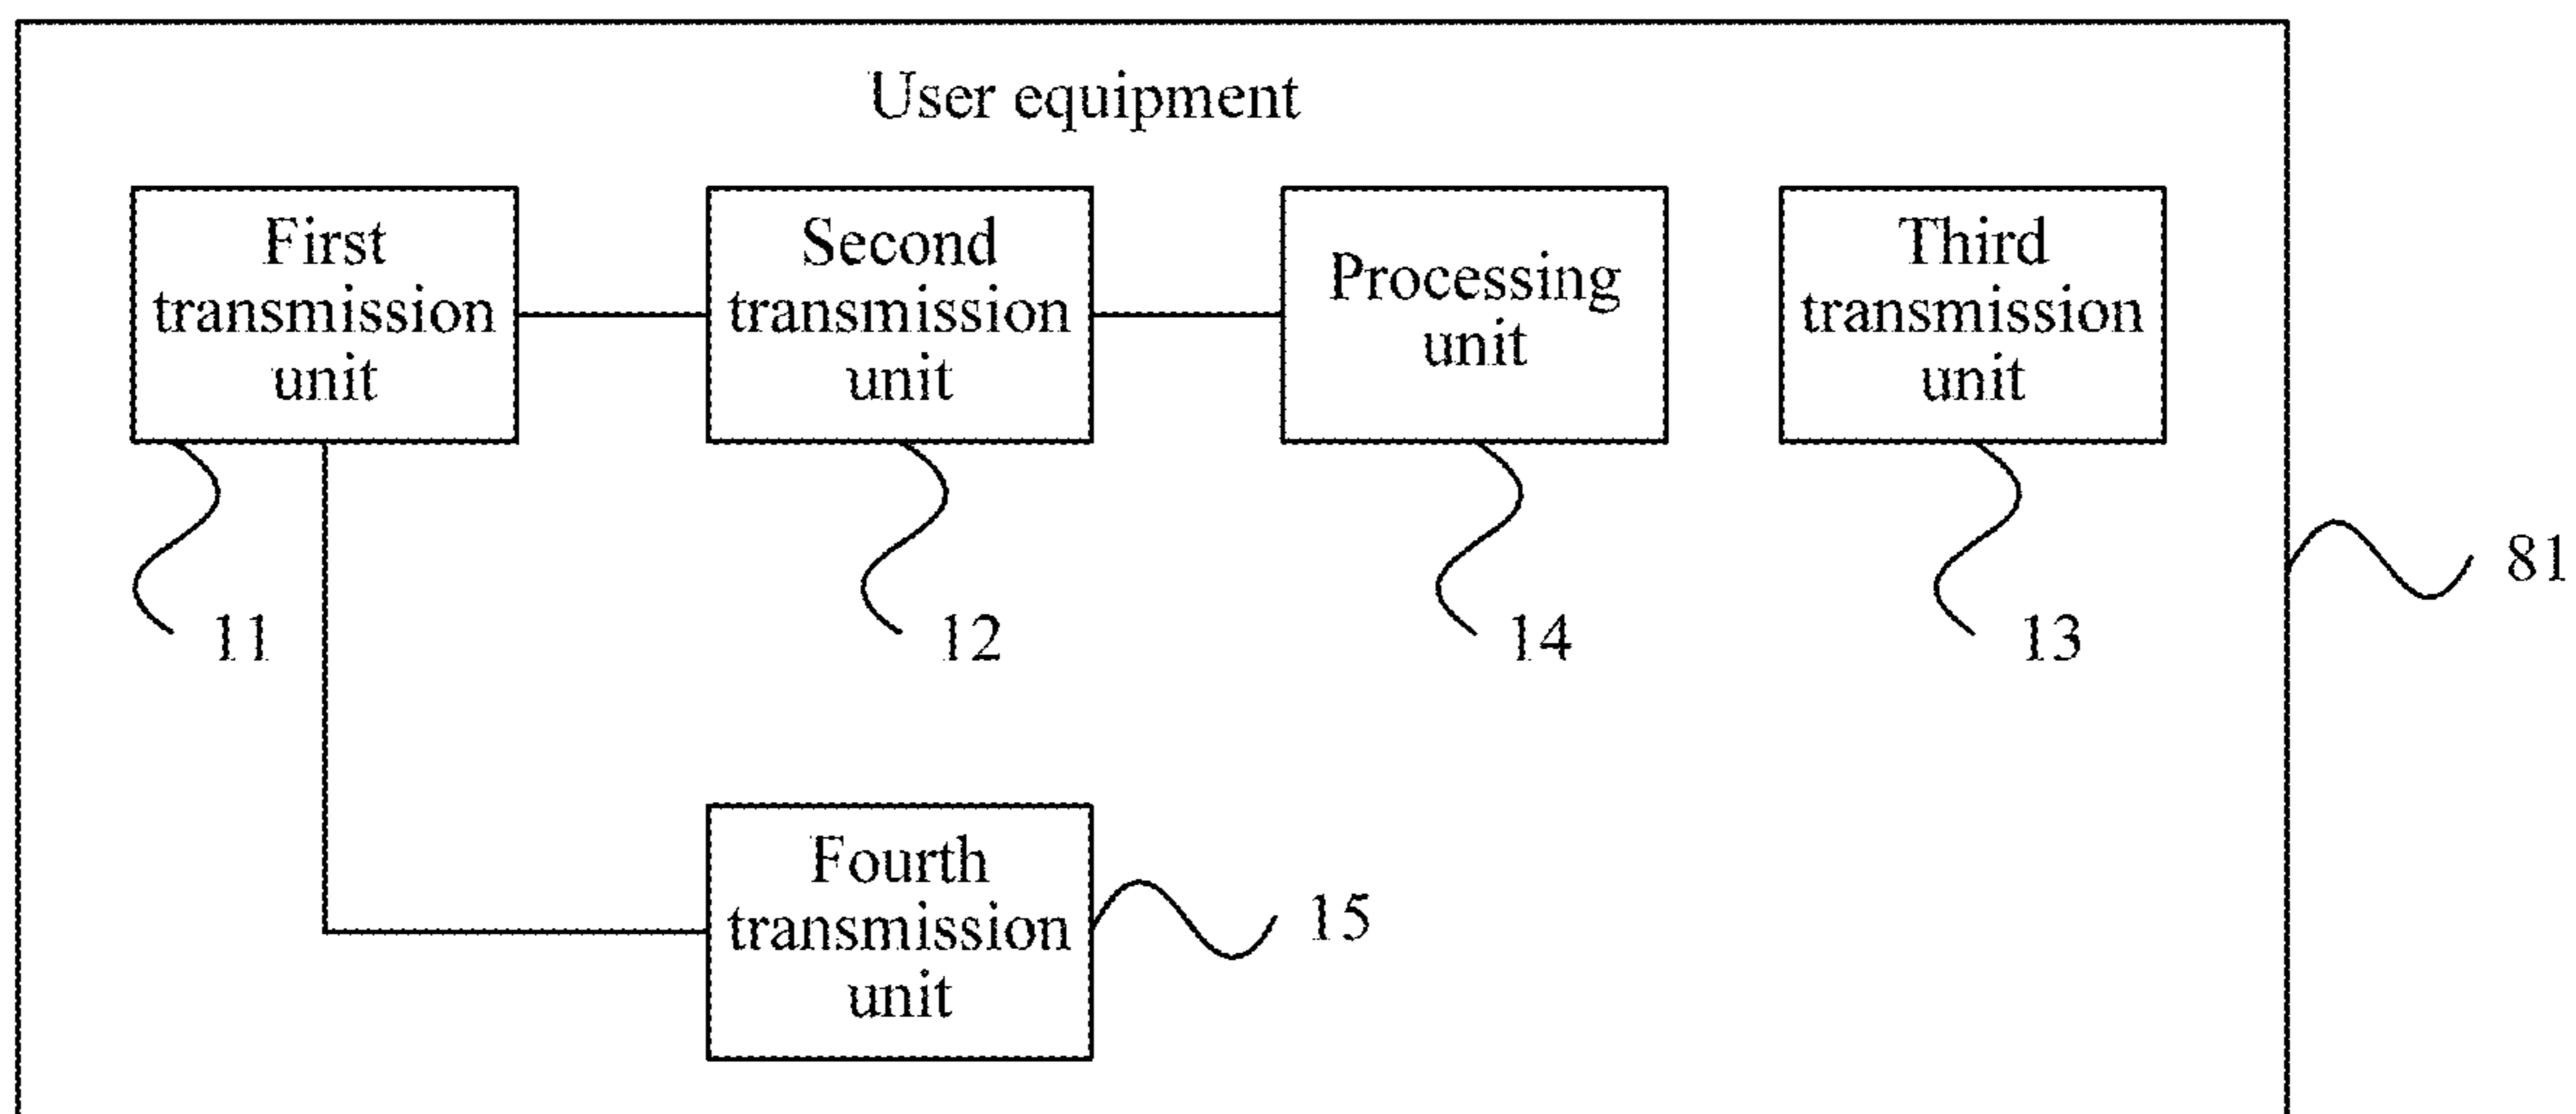 User equipment
First
transmission
unit
Second
transmission
unit
Processing
unit
Third
transmission
unit
11
12
14
13
81
Fourth
transmission
unit
15